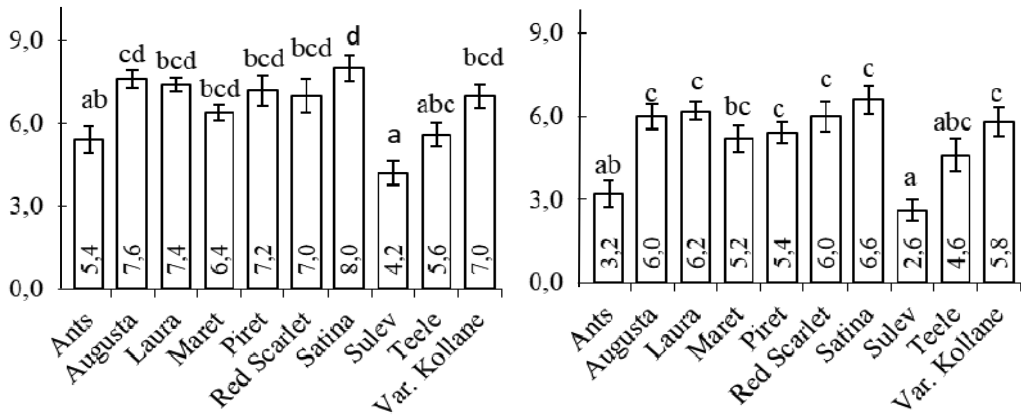 9,0
6,0
3,0
0,0
ab
cd
bcd
bcd
bcd
bcd
d
a
abc
bcd
5,4
7,6
7,4
6,4
7,2
7,0
8,0
4,2
5,6
7,0
Ants
Augusta
Laura
Maret
Piret
Red Scarlet
Satina
Sulev
Teele
Var. Kollane
9,0
6,0
3,0
0,0
ab
c
c
bc
c
c
c
a
abc
c
3,2
6,0
6,2
5,2
5,4
6,0
6,6
2,6
4,6
5,8
Ants
Augusta
Laura
Maret
Piret
Red Scarlet
Satina
Sulev
Teele
Var. Kollane